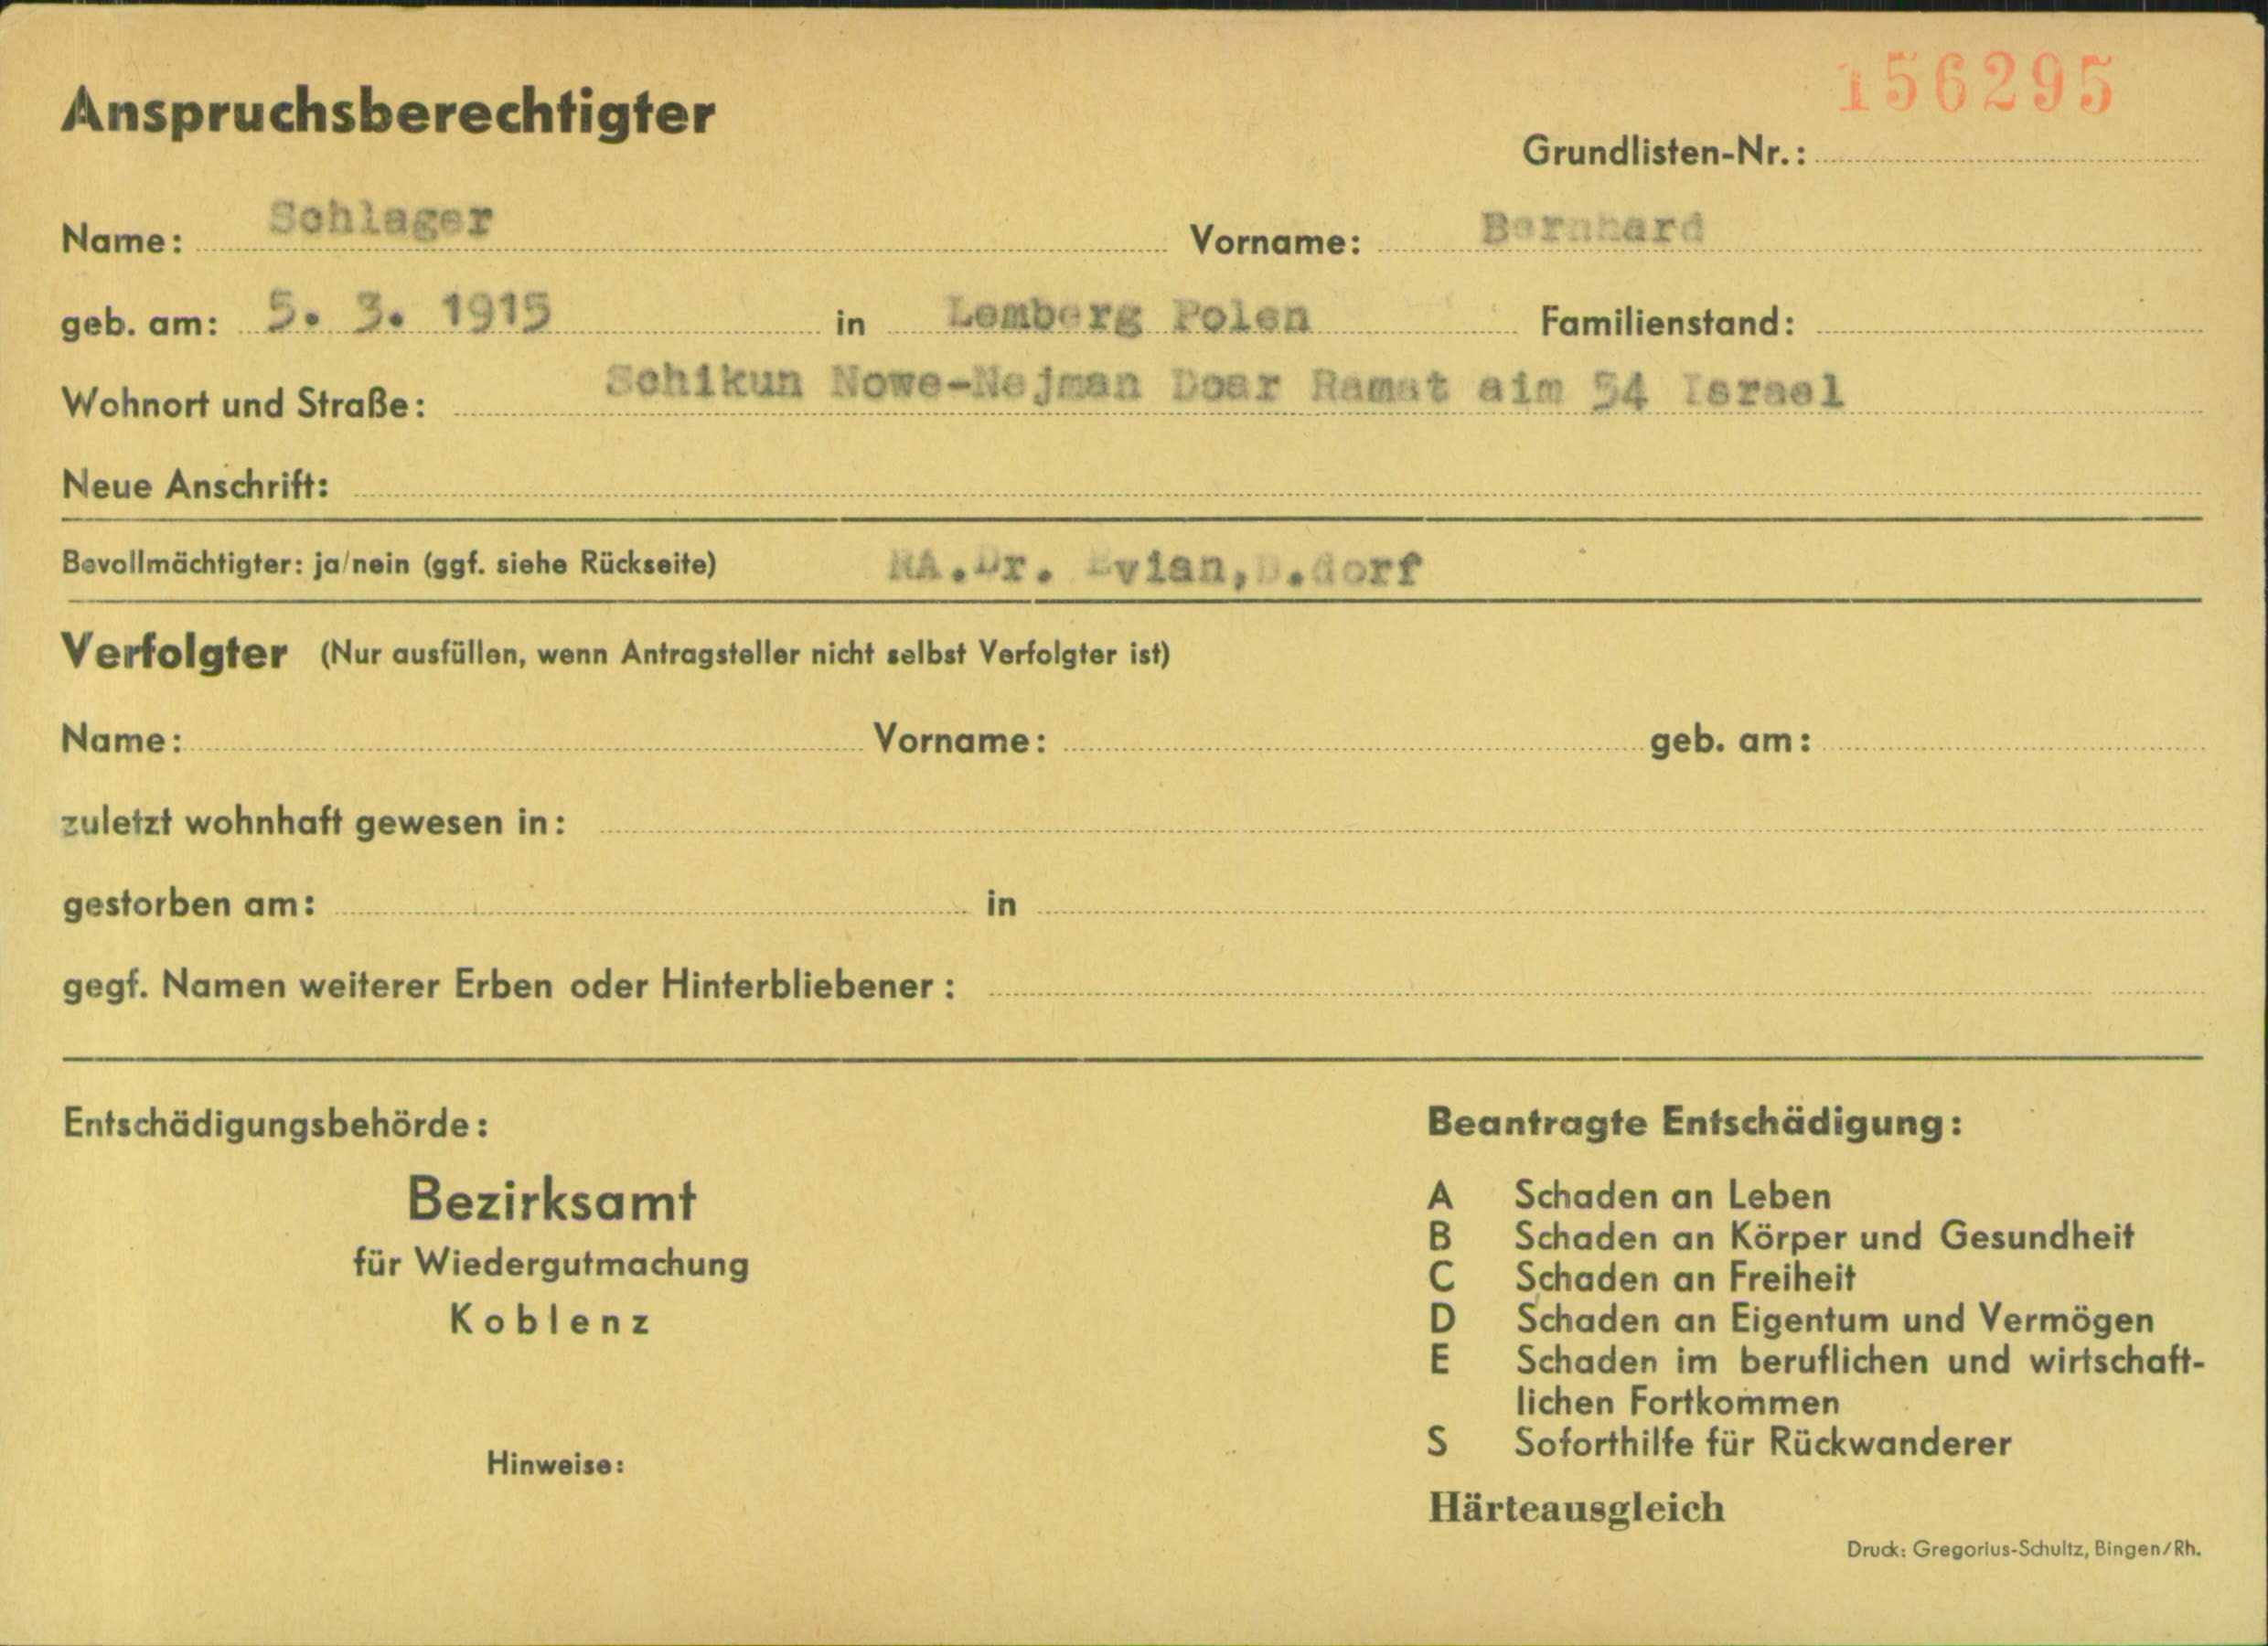 156295
Anspruchsberechtigter
Grundlisten-Nr.:
Name: Schlager Vorname: Bernhard
geb. am: 5. 3. 1915 in Lemberg Polen Familienstand:
Wohnort und Straße: Schikun Nowe-Nejman Doar Ramat aim 54 Israel
Neue Anschrift:
Bevollmächtigter: ja/nein (ggf. siehe Rückseite) RA.Dr. Evian,D.dorf
Verfolgter (Nur ausfüllen, wenn Antragsteller nicht selbst Verfolgter ist)
Name: Vorname: geb. am:
zuletzt wohnhaft gewesen in:
gestorben am: in
gegf. Namen weiterer Erben oder Hinterbliebener:
Entschädigungsbehörde:
Bezirksamt
für Wiedergutmachung
Koblenz
Hinweise:
Beantragte Entschädigung:
A Schaden an Leben
B Schaden an Körper und Gesundheit
C Schaden an Freiheit
D Schaden an Eigentum und Vermögen
E Schaden im beruflichen und wirtschaft-
lichen Fortkommen
S Soforthilfe für Rückwanderer
Härteausgleich
Druck: Gregorius-Schultz, Bingen/Rh.